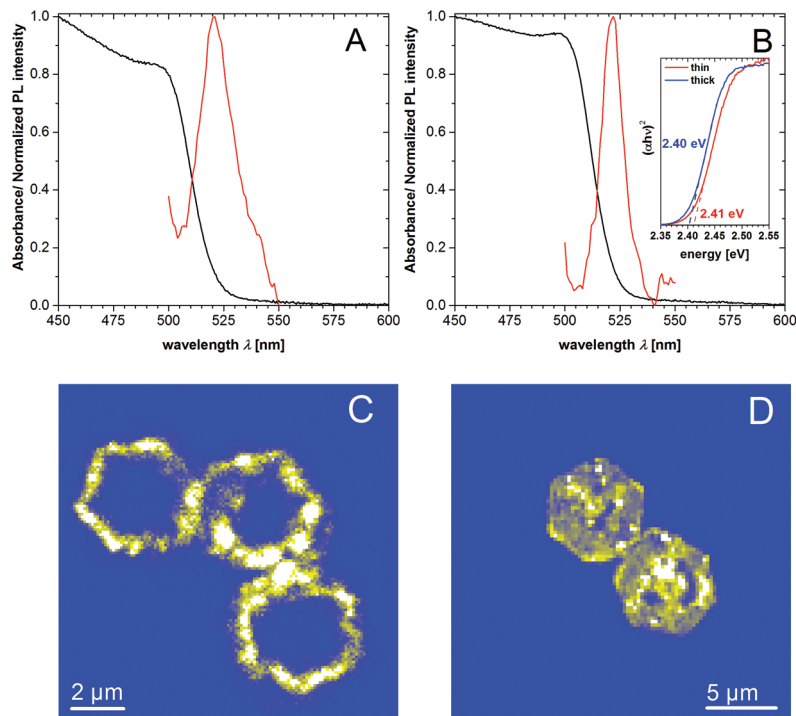 A
Absorbance/ Normalized PL intensity
1.0
0.8
0.6
0.4
0.2
0.0
450 475 500 525 550 575 600
wavelength λ [nm]
B
Absorbance/ Normalized PL intensity
1.0
0.8
0.6
0.4
0.2
0.0
450 475 500 525 550 575 600
wavelength λ [nm]
thin
thick
(αhν)²
2.40 eV
2.41 eV
2.35 2.40 2.45 2.50 2.55
energy [eV]
C
2 μm
D
5 μm